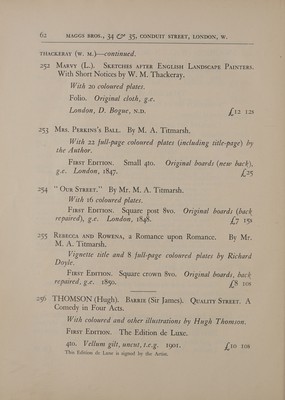 62 MAGGS BROS., 34 & 35, CONDUIT STREET, LONDON, W.
THACKERAY (W. M.)—continued.
252 MARVY (L.). SKETCHES AFTER ENGLISH LANDSCAPE PAINTERS.
With Short Notices by W. M. Thackeray.
With 20 coloured plates.
Folio. Original cloth, g.e.
London, D. Bogue, N.D. £12 12s
253 MRS. PERKINS'S BALL. By M. A. Titmarsh.
With 22 full-page coloured plates (including title-page) by
the Author.
FIRST EDITION. Small 4to. Original boards (new back),
g.e. London, 1847. £25
254 "OUR STREET." By Mr. M. A. Titmarsh.
With 16 coloured plates.
FIRST EDITION. Square post 8vo. Original boards (back
repaired), g.e. London, 1848. £7 15s
255 REBECCA AND ROWENA, a Romance upon Romance. By Mr.
M. A. Titmarsh.
Vignette title and 8 full-page coloured plates by Richard
Doyle.
FIRST EDITION. Square crown 8vo. Original boards, back
repaired, g.e. 1850. £8 10s
256 THOMSON (Hugh). BARRIE (Sir James). QUALITY STREET. A
Comedy in Four Acts.
With coloured and other illustrations by Hugh Thomson.
FIRST EDITION. The Edition de Luxe.
4to. Vellum gilt, uncut, t.e.g. 1901. £10 10s
This Edition de Luxe is signed by the Artist.